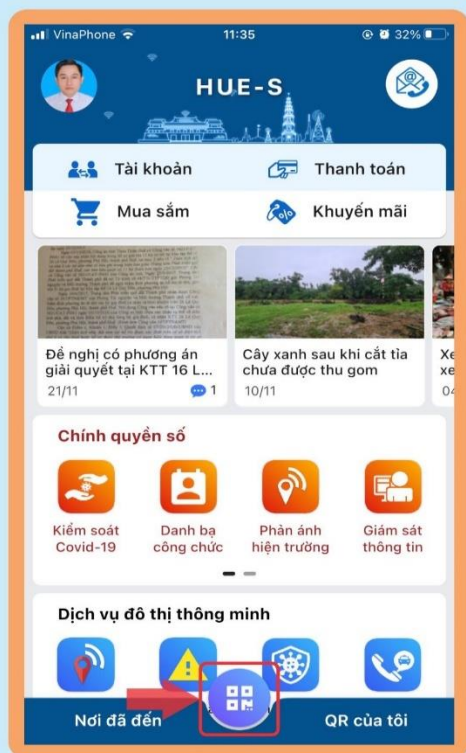 VinaPhone 11:35 32%
HUE-S
Tài khoản Thanh toán
Mua sắm Khuyến mãi
Đề nghị có phương án
giải quyết tại KTT 16 L...
21/11 1
Cây xanh sau khi cắt tỉa
chưa được thu gom
10/11
Xe
xe
Chính quyền số
Kiểm soát
Covid-19
Danh bạ
công chức
Phản ánh
hiện trường
Giám sát
thông tin
Dịch vụ đô thị thông minh
Nơi đã đến QR của tôi